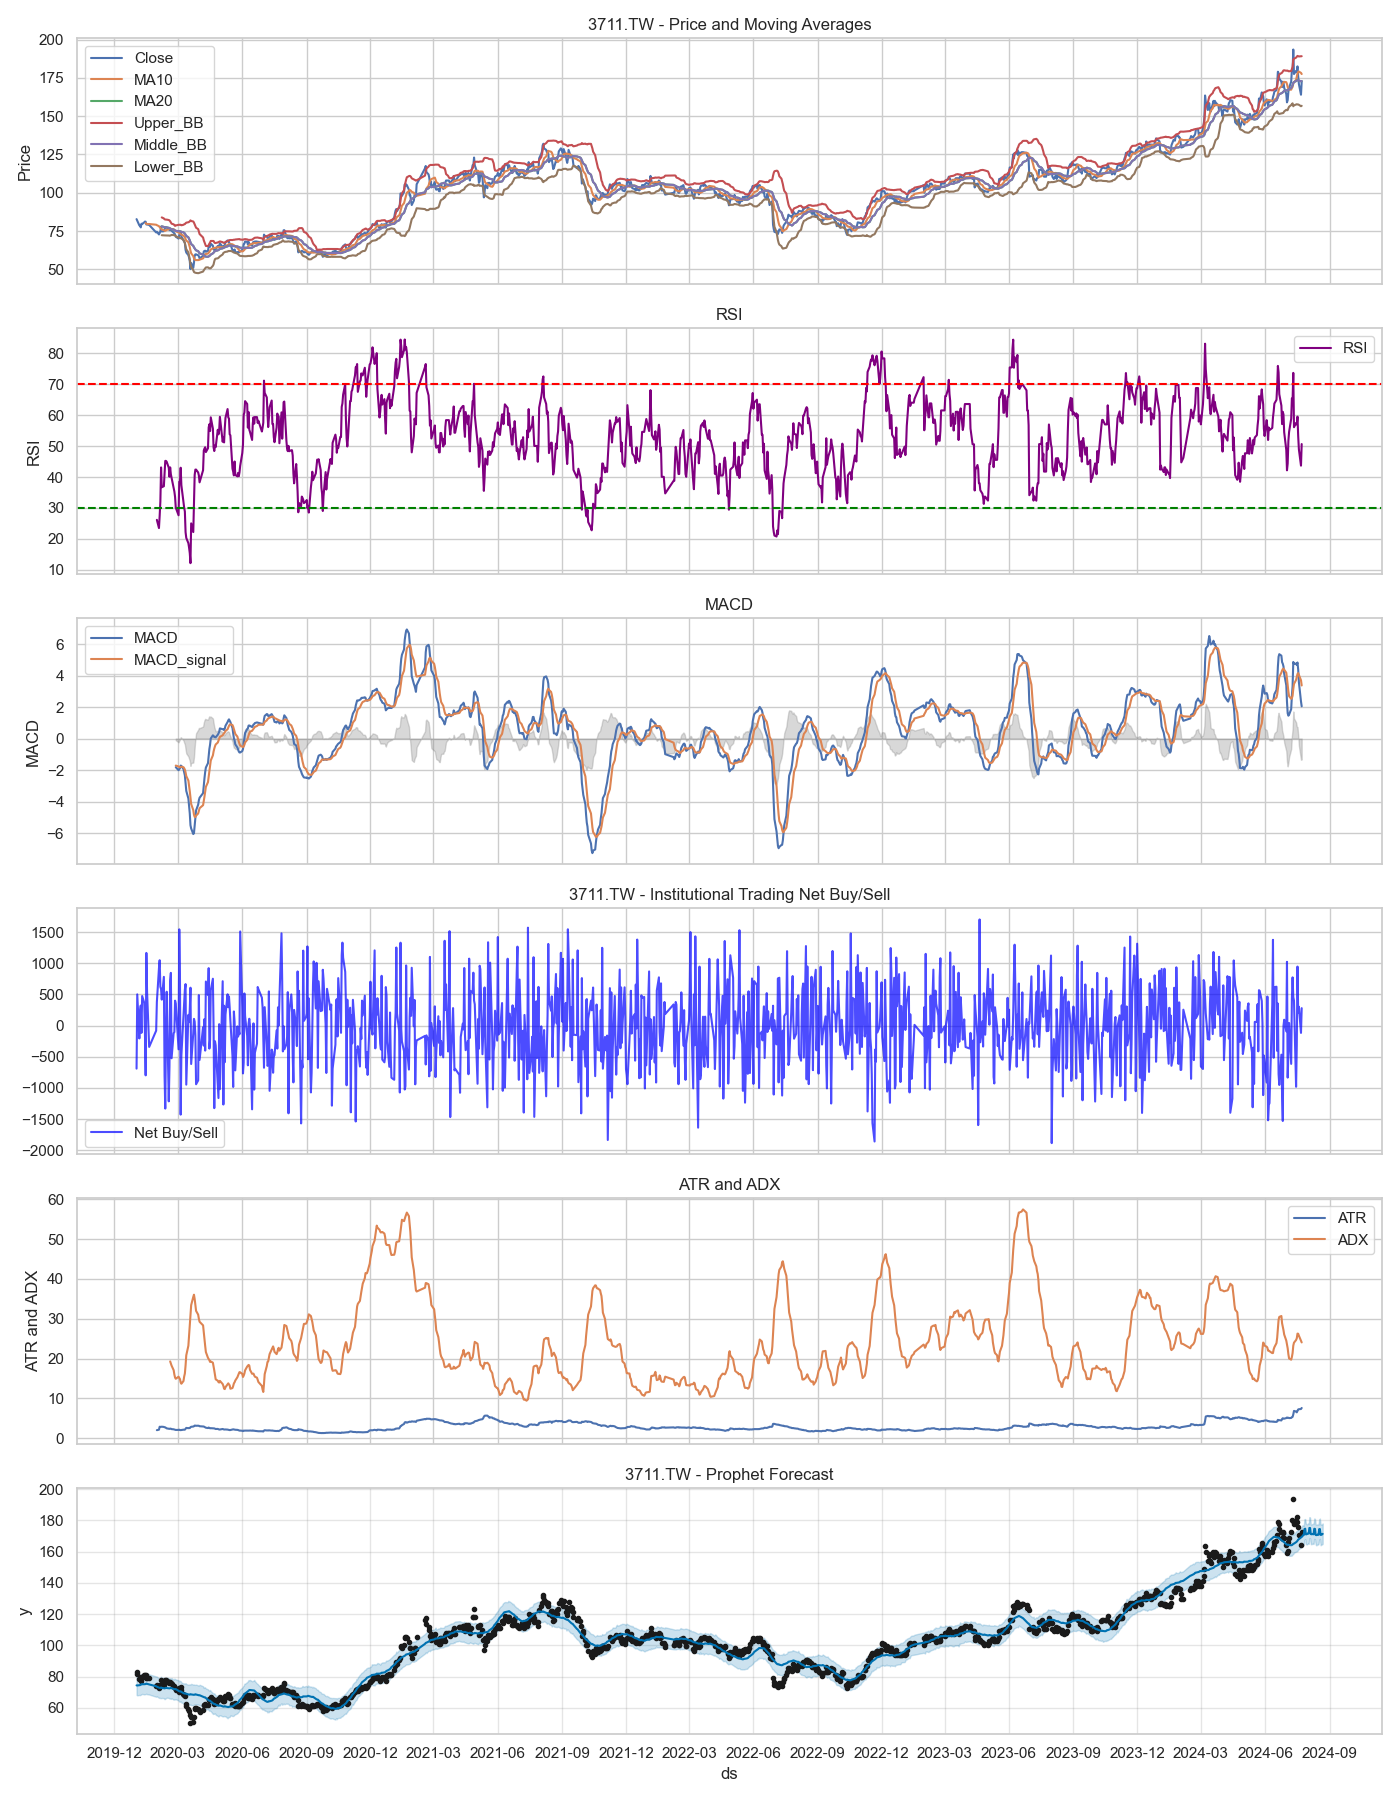 3711.TW - Price and Moving Averages
200
175
150
125
100
75
50
Price
Close
MA10
MA20
Upper_BB
Middle_BB
Lower_BB
RSI
80
70
60
50
40
30
20
10
RSI
RSI
MACD
6
4
2
0
−2
−4
−6
MACD
MACD
MACD_signal
3711.TW - Institutional Trading Net Buy/Sell
1500
1000
500
0
−500
−1000
−1500
−2000
Net Buy/Sell
ATR and ADX
60
50
40
30
20
10
0
ATR and ADX
ATR
ADX
3711.TW - Prophet Forecast
200
180
160
140
120
100
80
60
y
2019-12 2020-03 2020-06 2020-09 2020-12 2021-03 2021-06 2021-09 2021-12 2022-03 2022-06 2022-09 2022-12 2023-03 2023-06 2023-09 2023-12 2024-03 2024-06 2024-09
ds